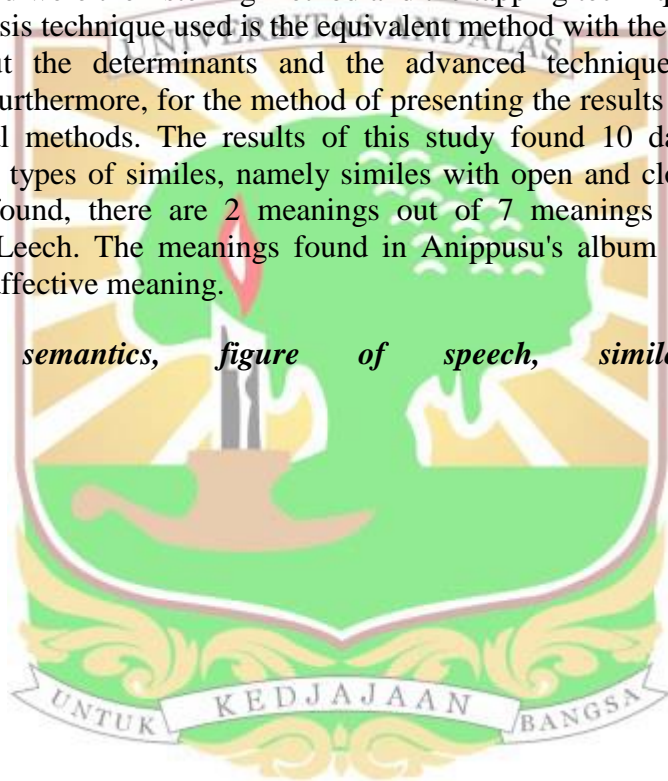 sis technique used is the equivalent method with the
UNIVERSITAS ANDALAS
ut the determinants and the advanced technique
urthermore, for the method of presenting the results
l methods. The results of this study found 10 da
types of similes, namely similes with open and clo
ound, there are 2 meanings out of 7 meanings
Leech. The meanings found in Anippusu's album
ffective meaning.
semantics, figure of speech, simile
UNTUK KEDJAJAAN BANGSA